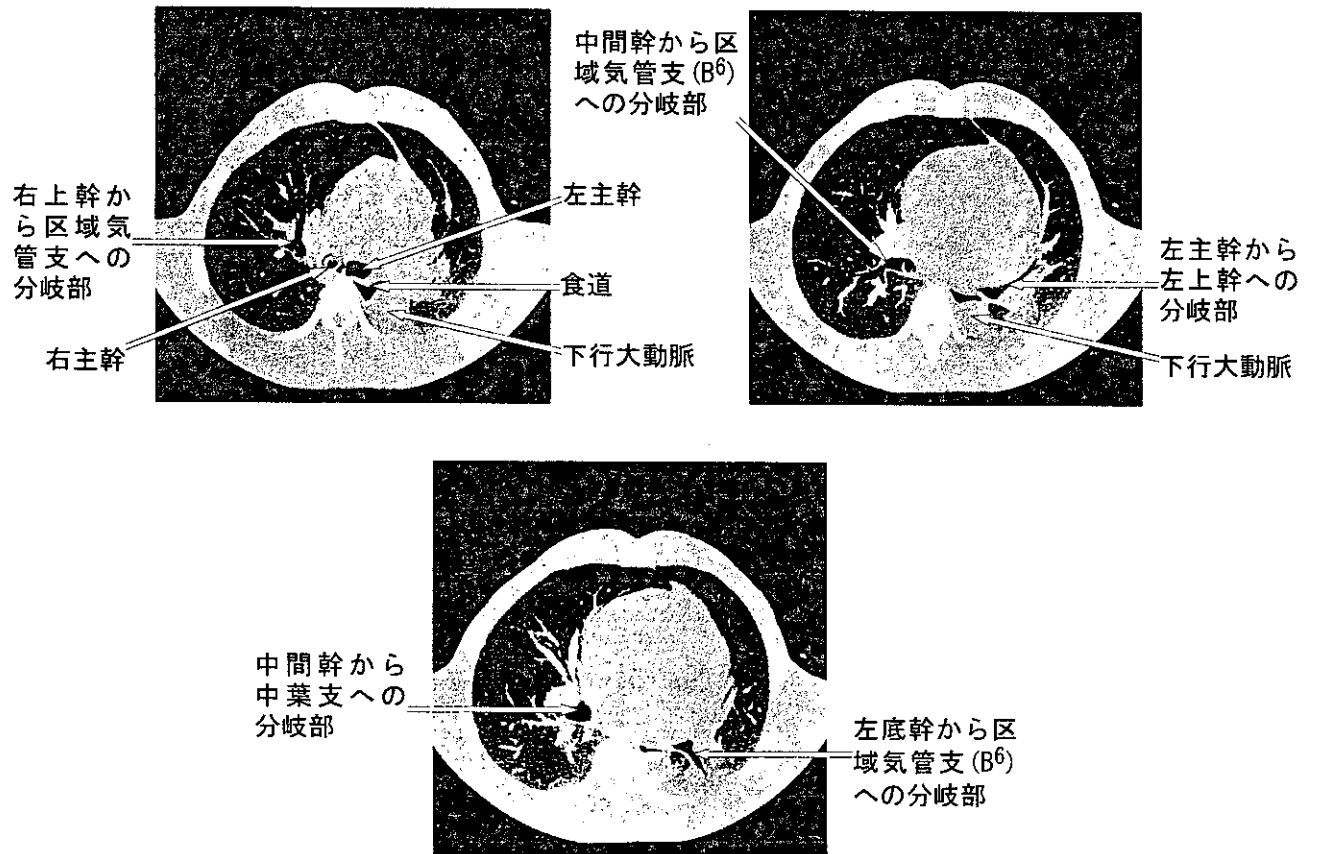 右上幹か
ら区域気
管支への
分岐部
右主幹
左主幹
食道
下行大動脈
中間幹から区
域気管支(B⁶)
への分岐部
左主幹から
左上幹への
分岐部
下行大動脈
中間幹から
中葉支への
分岐部
左底幹から区
域気管支(B⁶)
への分岐部